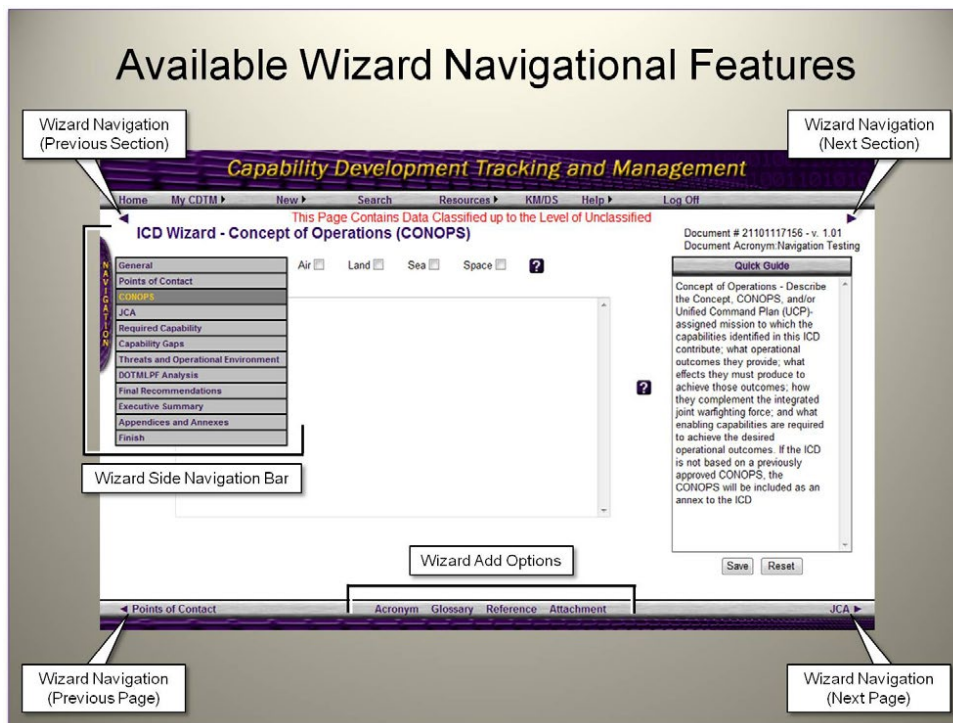 Available Wizard Navigational Features
Wizard Navigation
(Previous Section)
Wizard Navigation
(Next Section)
Capability Development Tracking and Management
Home My CDTM New Search Resources KM/DS Help Log Off
This Page Contains Data Classified up to the Level of Unclassified
ICD Wizard - Concept of Operations (CONOPS)
Document # 21101117156 - v. 1.01
Document Acronym:Navigation Testing
NAVIGATION
General
Points of Contact
CONOPS
JCA
Required Capability
Capability Gaps
Threats and Operational Environment
DOTMLPF Analysis
Final Recommendations
Executive Summary
Appendices and Annexes
Finish
Air Land Sea Space ?
?
Quick Guide
Concept of Operations - Describe
the Concept, CONOPS, and/or
Unified Command Plan (UCP)-
assigned mission to which the
capabilities identified in this ICD
contribute; what operational
outcomes they provide; what
effects they must produce to
achieve those outcomes; how
they complement the integrated
joint warfighting force; and what
enabling capabilities are required
to achieve the desired
operational outcomes. If the ICD
is not based on a previously
approved CONOPS, the
CONOPS will be included as an
annex to the ICD
Wizard Side Navigation Bar
Wizard Add Options
Save Reset
Points of Contact Acronym Glossary Reference Attachment JCA
Wizard Navigation
(Previous Page)
Wizard Navigation
(Next Page)